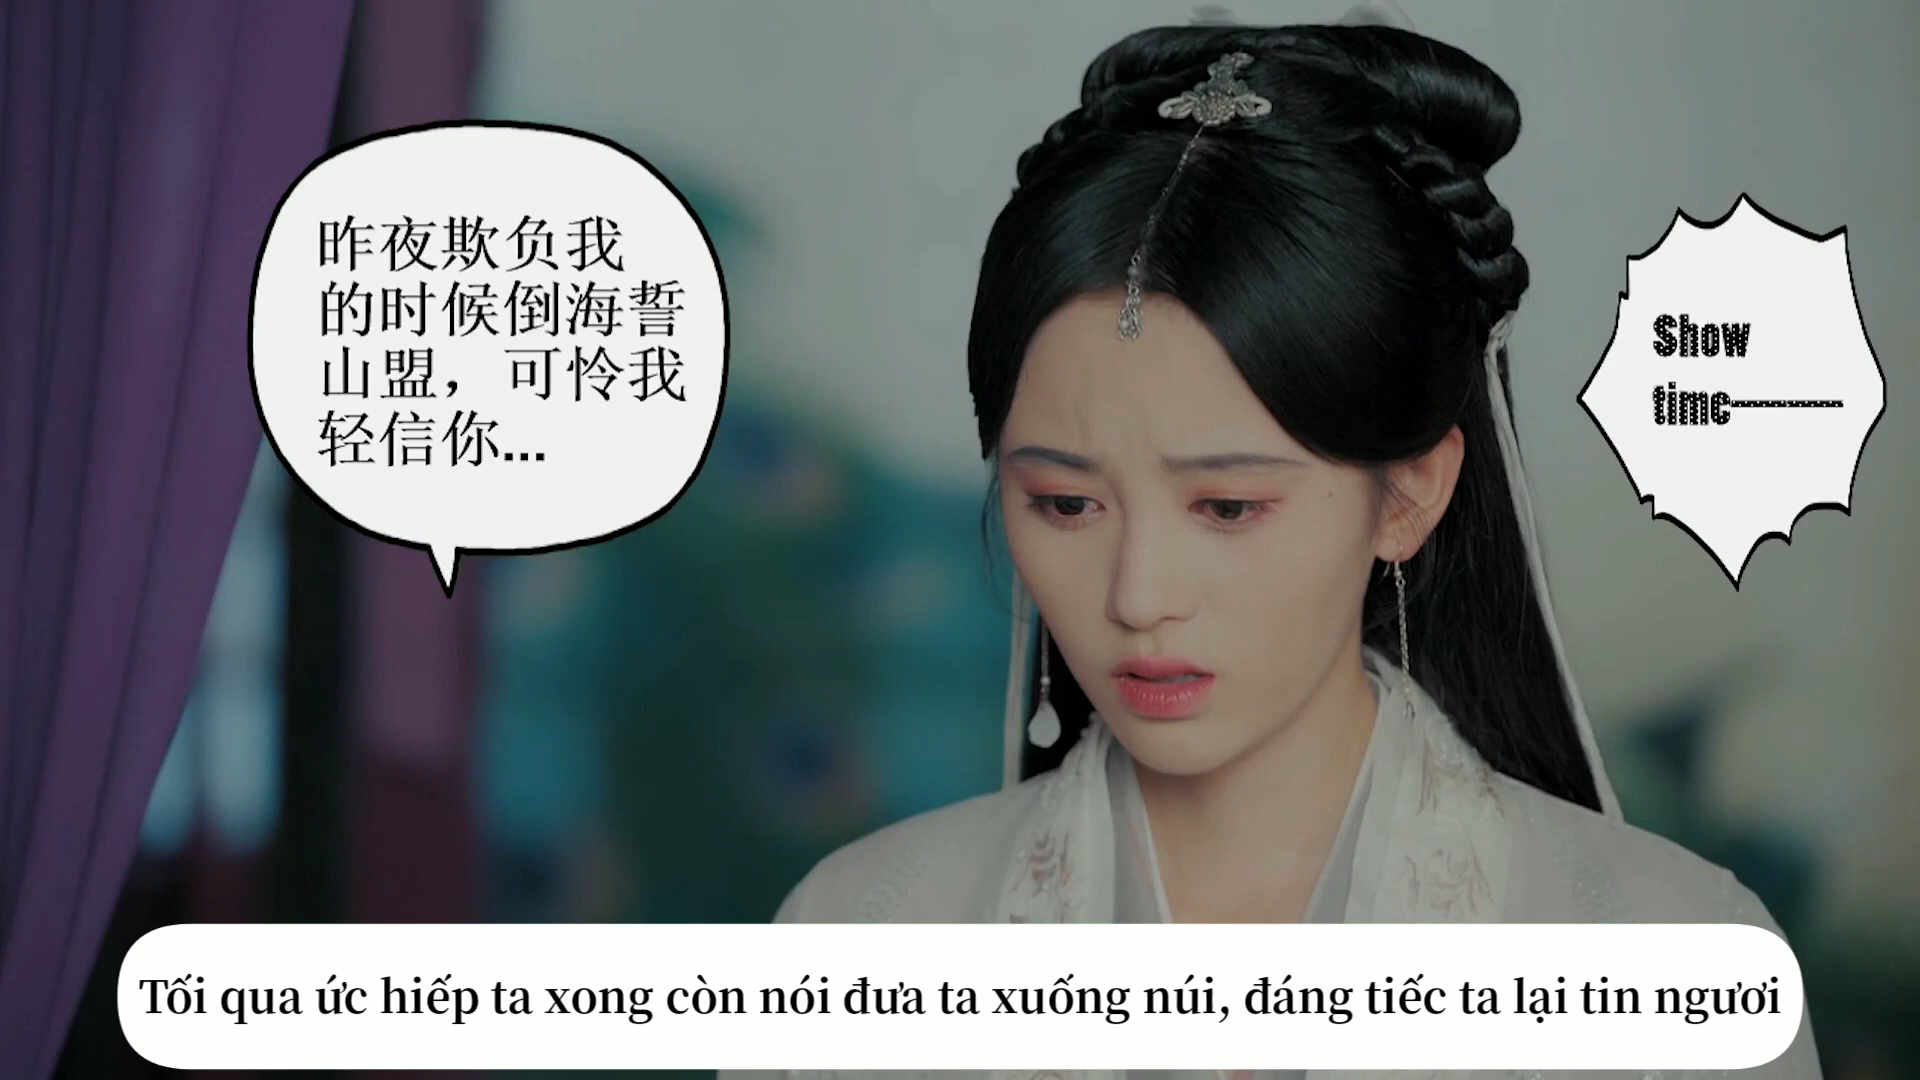 昨夜欺负我
的时候倒海誓
山盟，可怜我
轻信你...
Show
time———
Tối qua ức hiếp ta xong còn nói đưa ta xuống núi, đáng tiếc ta lại tin ngươi